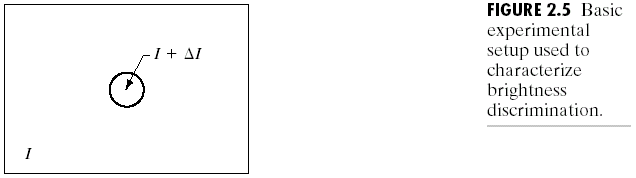 I + ΔI
I
FIGURE 2.5 Basic
experimental
setup used to
characterize
brightness
discrimination.